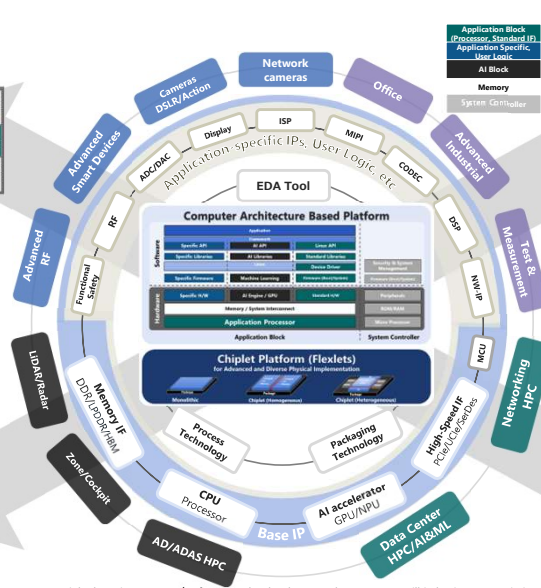 Application Block
(Processor, Standard IF)
Application Specific,
User Logic
AI Block
Memory
System Controller
Network
cameras
Cameras
DSLR/Action
Office
Advanced
Smart Devices
Advanced
Industrial
Advanced
RF
Test &
Measurement
LiDAR/Radar
Networking
HPC
Zone/Cockpit
Data Center
HPC/AI&ML
AD/ADAS HPC
ISP
Display
MIPI
ADC/DAC
CODEC
RF
DSP
Functional
Safety
NW-IP
MCU
Application-specific IPs, User Logic, etc
EDA Tool
Computer Architecture Based Platform
Software
Application
Framework
Specific API
AI API
Linux API
Specific Libraries
AI Libraries
Standard Libraries
Linux
Device Driver
Security & System
Management
Specific Firmware
Machine Learning
Hardware
Specific H/W
AI Engine / GPU
Standard H/W
Peripherals
Memory / System Interconnect
ROM/RAM
Application Processor
Micro Processor
Application Block
System Controller
Chiplet Platform (Flexlets)
for Advanced and Diverse Physical Implementation
Package
Package
Package
Monolithic
Chiplet (Homogeneous)
Chiplet (Heterogeneous)
Process
Technology
Packaging
Technology
Memory IF
DDR/LPDDR/HBM
High-Speed IF
PCIe/UCIe/SerDes
CPU
Processor
AI accelerator
GPU/NPU
Base IP